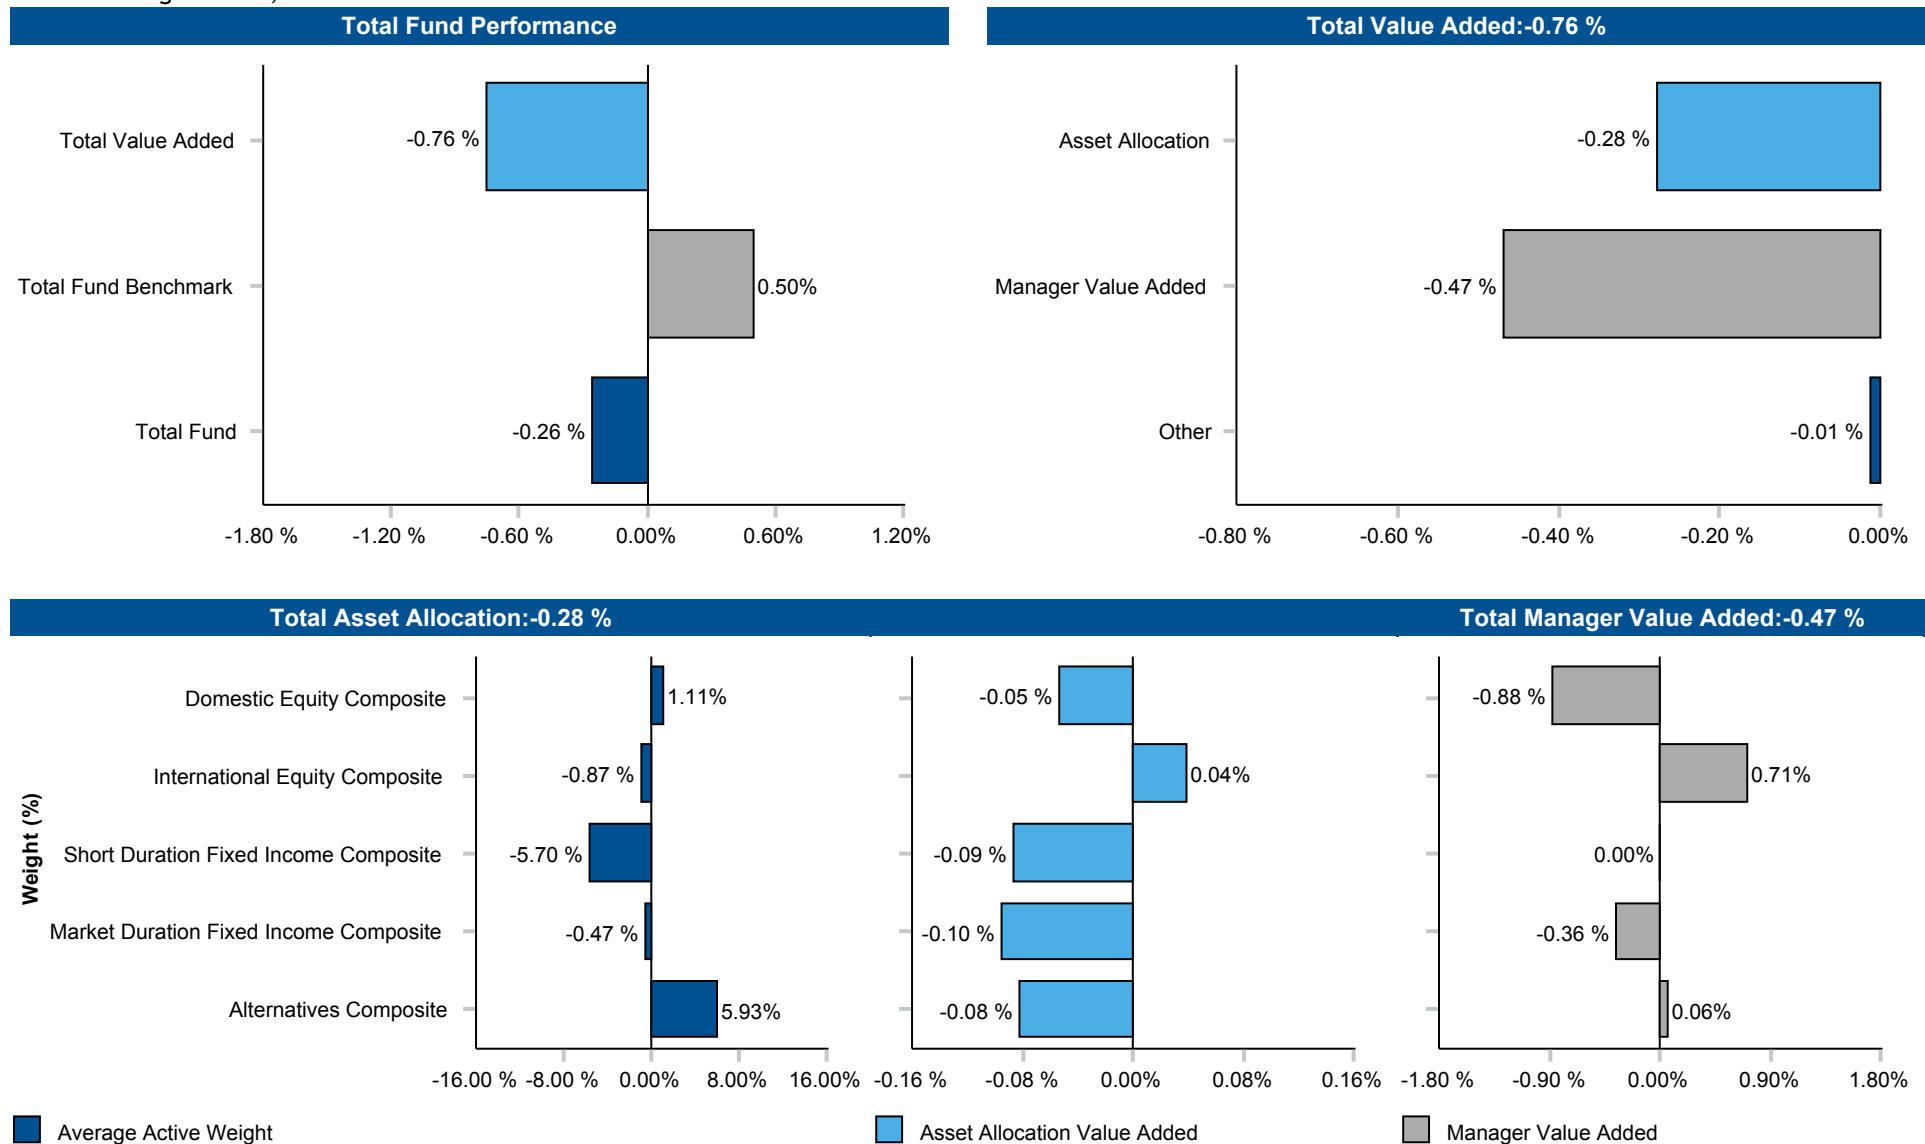 Total Fund Performance
Total Value Added:-0.76 %
Total Value Added
-0.76 %
Total Fund Benchmark
0.50%
Total Fund
-0.26 %
-1.80 % -1.20 % -0.60 % 0.00% 0.60% 1.20%
Asset Allocation
-0.28 %
Manager Value Added
-0.47 %
Other
-0.01 %
-0.80 % -0.60 % -0.40 % -0.20 % 0.00%
Total Asset Allocation:-0.28 %
Total Manager Value Added:-0.47 %
Weight (%)
Domestic Equity Composite
1.11%
-0.05 %
-0.88 %
International Equity Composite
-0.87 %
0.04%
0.71%
Short Duration Fixed Income Composite
-5.70 %
-0.09 %
0.00%
Market Duration Fixed Income Composite
-0.47 %
-0.10 %
-0.36 %
Alternatives Composite
5.93%
-0.08 %
0.06%
-16.00 % -8.00 % 0.00% 8.00% 16.00%
-0.16 % -0.08 % 0.00% 0.08% 0.16%
-1.80 % -0.90 % 0.00% 0.90% 1.80%
Average Active Weight
Asset Allocation Value Added
Manager Value Added